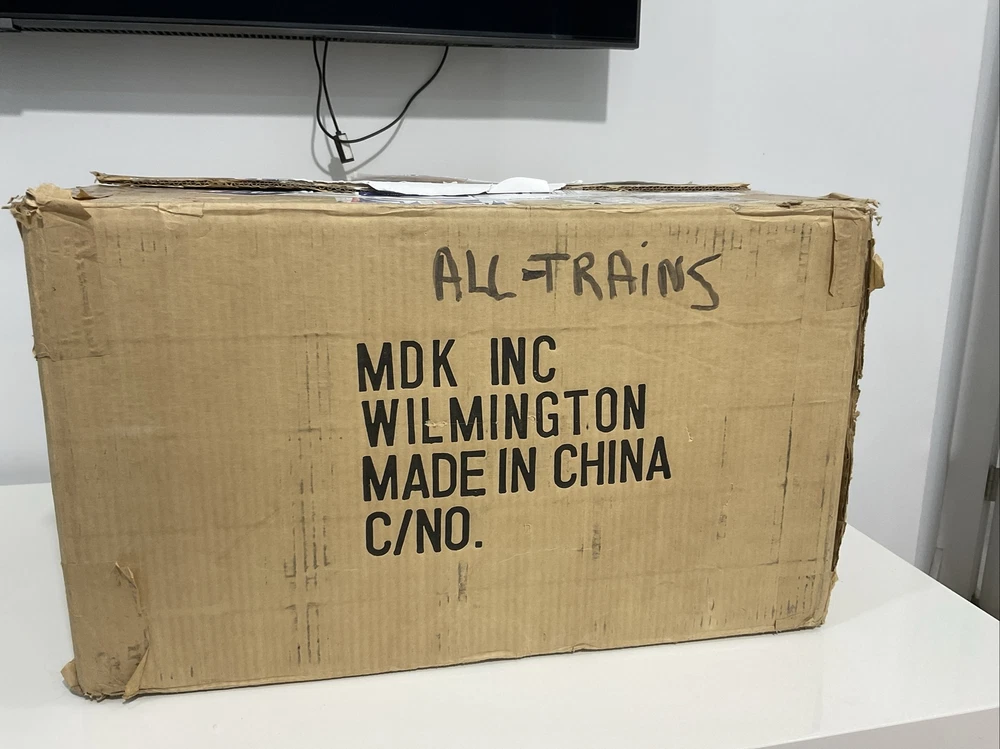 ALL-TRAiNS
MDK INC
WILMINGTON
MADE IN CHINA
C/NO.